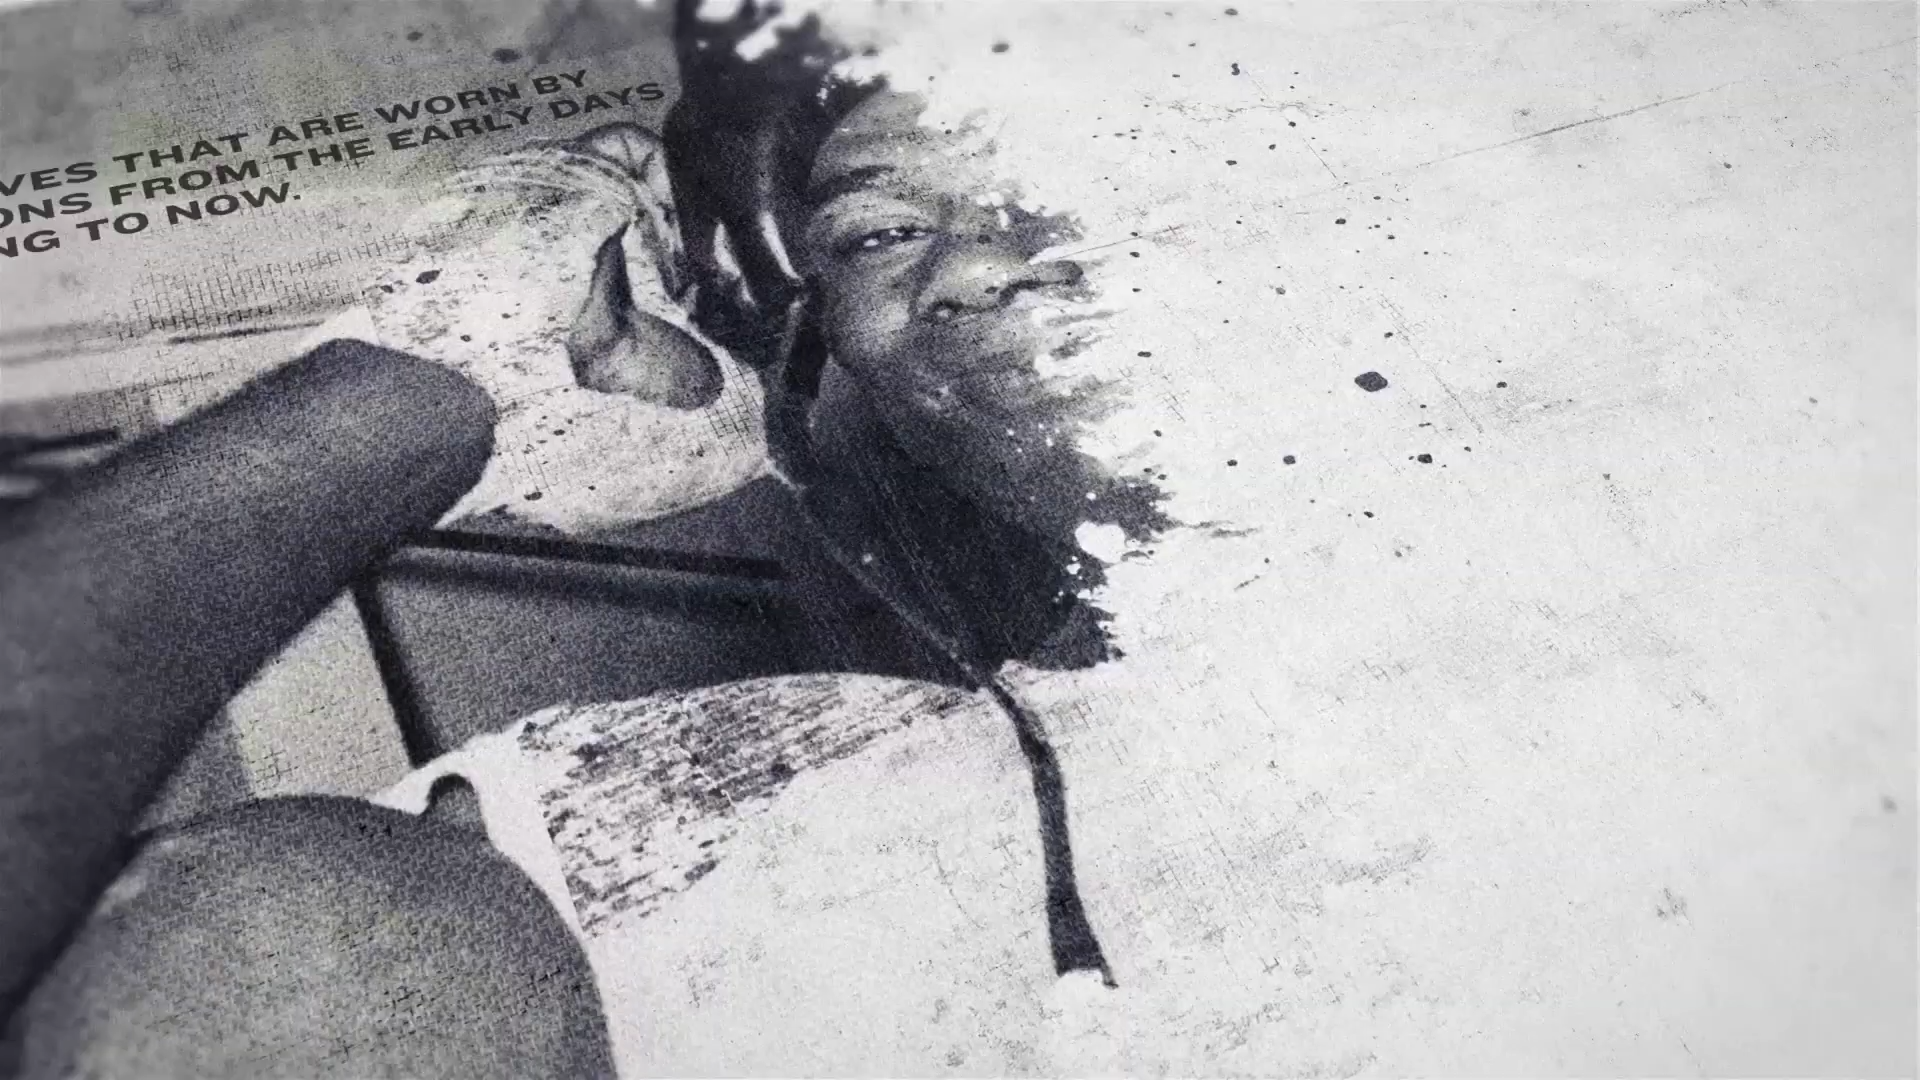 VES THAT ARE WORN BY
ONS FROM THE EARLY DAYS
NG TO NOW.